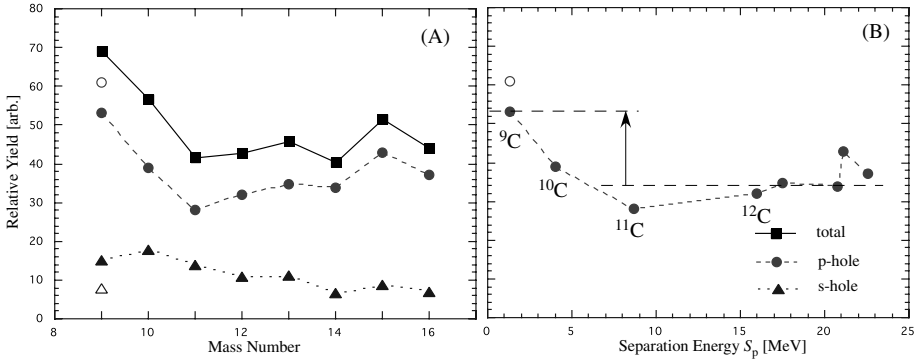 (A)
Relative Yield [arb.]
80
70
60
50
40
30
20
10
0
8 10 12 14 16
Mass Number
(B)
⁹C
¹⁰C
¹¹C
¹²C
total
p-hole
s-hole
0 5 10 15 20 25
Separation Energy Sₚ [MeV]